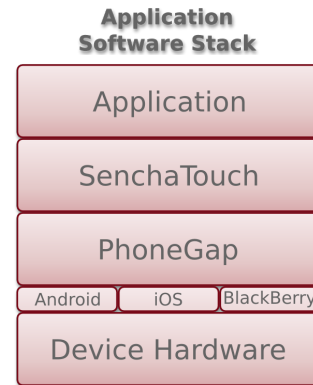 Application
Software Stack
Application
SenchaTouch
PhoneGap
Android iOS BlackBerry
Device Hardware